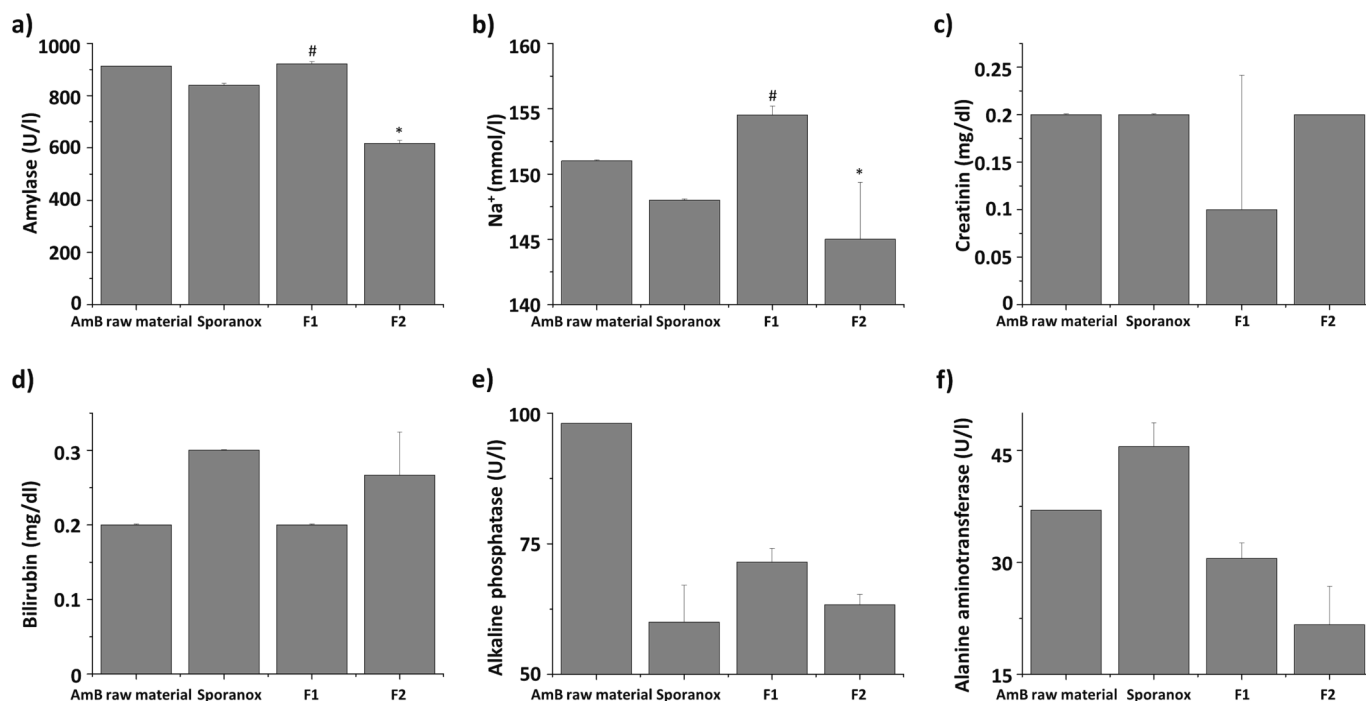 a)
Amylase (U/l)
1000
800
600
400
200
0
#
*
AmB raw material
Sporanox
F1
F2
b)
Na+ (mmol/l)
160
155
150
145
140
#
*
AmB raw material
Sporanox
F1
F2
c)
Creatinin (mg/dl)
0.25
0.2
0.15
0.1
0.05
0
AmB raw material
Sporanox
F1
F2
d)
Bilirubin (mg/dl)
0.3
0.2
0.1
0
AmB raw material
Sporanox
F1
F2
e)
Alkaline phosphatase (U/l)
100
75
50
AmB raw material
Sporanox
F1
F2
f)
Alanine aminotransferase (U/l)
45
30
15
AmB raw material
Sporanox
F1
F2